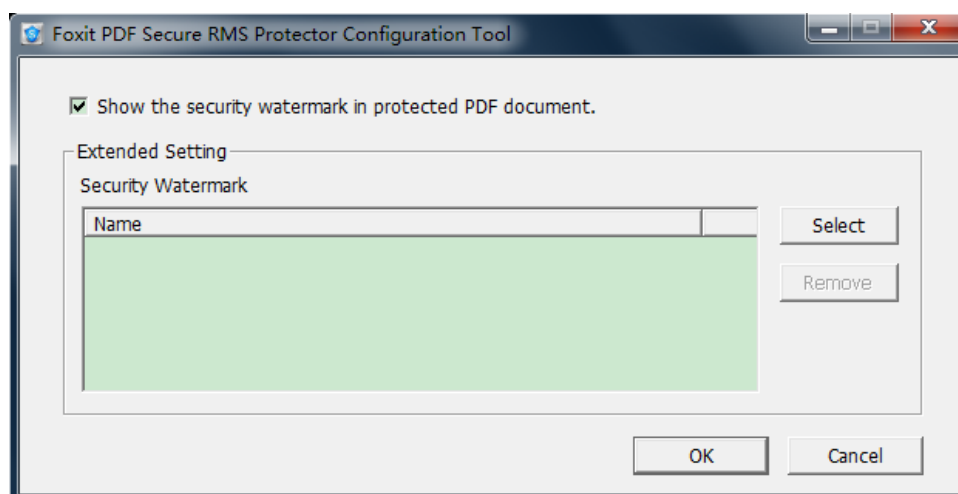 Foxit PDF Secure RMS Protector Configuration Tool
Show the security watermark in protected PDF document.
Extended Setting
Security Watermark
Name
Select
Remove
OK
Cancel